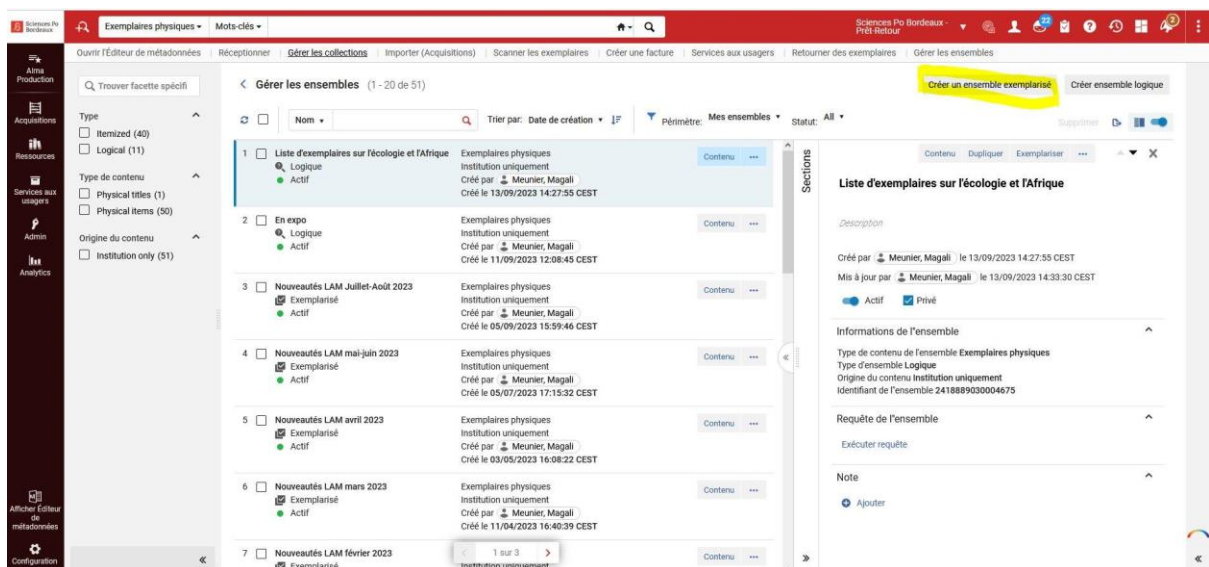 Sciences Po
Bordeaux
Exemplaires physiques
Mots-clés
Sciences Po Bordeaux -
Prêt-Retour
22
2
Alma
Production
Acquisitions
Ressources
Services aux
usagers
Admin
Analytics
Afficher Éditeur
de
métadonnées
Configuration
Ouvrir l'Éditeur de métadonnées | Réceptionner | Gérer les collections | Importer (Acquisitions) | Scanner les exemplaires | Créer une facture | Services aux usagers | Retourner des exemplaires | Gérer les ensembles
Trouver facette spécifi
Type
Itemized (40)
Logical (11)
Type de contenu
Physical titles (1)
Physical items (50)
Origine du contenu
Institution only (51)
Gérer les ensembles (1 - 20 de 51)
Créer un ensemble exemplarisé
Créer ensemble logique
Nom
Trier par: Date de création
Périmètre: Mes ensembles
Statut: All
Supprimer
1 Liste d'exemplaires sur l'écologie et l'Afrique
Logique
Actif
Exemplaires physiques
Institution uniquement
Créé par Meunier, Magali
Créé le 13/09/2023 14:27:55 CEST
Contenu
2 En expo
Logique
Actif
Exemplaires physiques
Institution uniquement
Créé par Meunier, Magali
Créé le 11/09/2023 12:08:45 CEST
Contenu
3 Nouveautés LAM Juillet-Août 2023
Exemplarisé
Actif
Exemplaires physiques
Institution uniquement
Créé par Meunier, Magali
Créé le 05/09/2023 15:59:46 CEST
Contenu
4 Nouveautés LAM mai-juin 2023
Exemplarisé
Actif
Exemplaires physiques
Institution uniquement
Créé par Meunier, Magali
Créé le 05/07/2023 17:15:32 CEST
Contenu
5 Nouveautés LAM avril 2023
Exemplarisé
Actif
Exemplaires physiques
Institution uniquement
Créé par Meunier, Magali
Créé le 03/05/2023 16:08:22 CEST
Contenu
6 Nouveautés LAM mars 2023
Exemplarisé
Actif
Exemplaires physiques
Institution uniquement
Créé par Meunier, Magali
Créé le 11/04/2023 16:40:39 CEST
Contenu
7 Nouveautés LAM février 2023
Exemplarisé
Exemplaires physiques
Institution uniquement
Contenu
1 sur 3
Sections
Contenu Dupliquer Exemplariser
Liste d'exemplaires sur l'écologie et l'Afrique
Description
Créé par Meunier, Magali le 13/09/2023 14:27:55 CEST
Mis à jour par Meunier, Magali le 13/09/2023 14:33:30 CEST
Actif Privé
Informations de l''ensemble
Type de contenu de l'ensemble Exemplaires physiques
Type d'ensemble Logique
Origine du contenu Institution uniquement
Identifiant de l''ensemble 2418889030004675
Requête de l''ensemble
Exécuter requête
Note
Ajouter